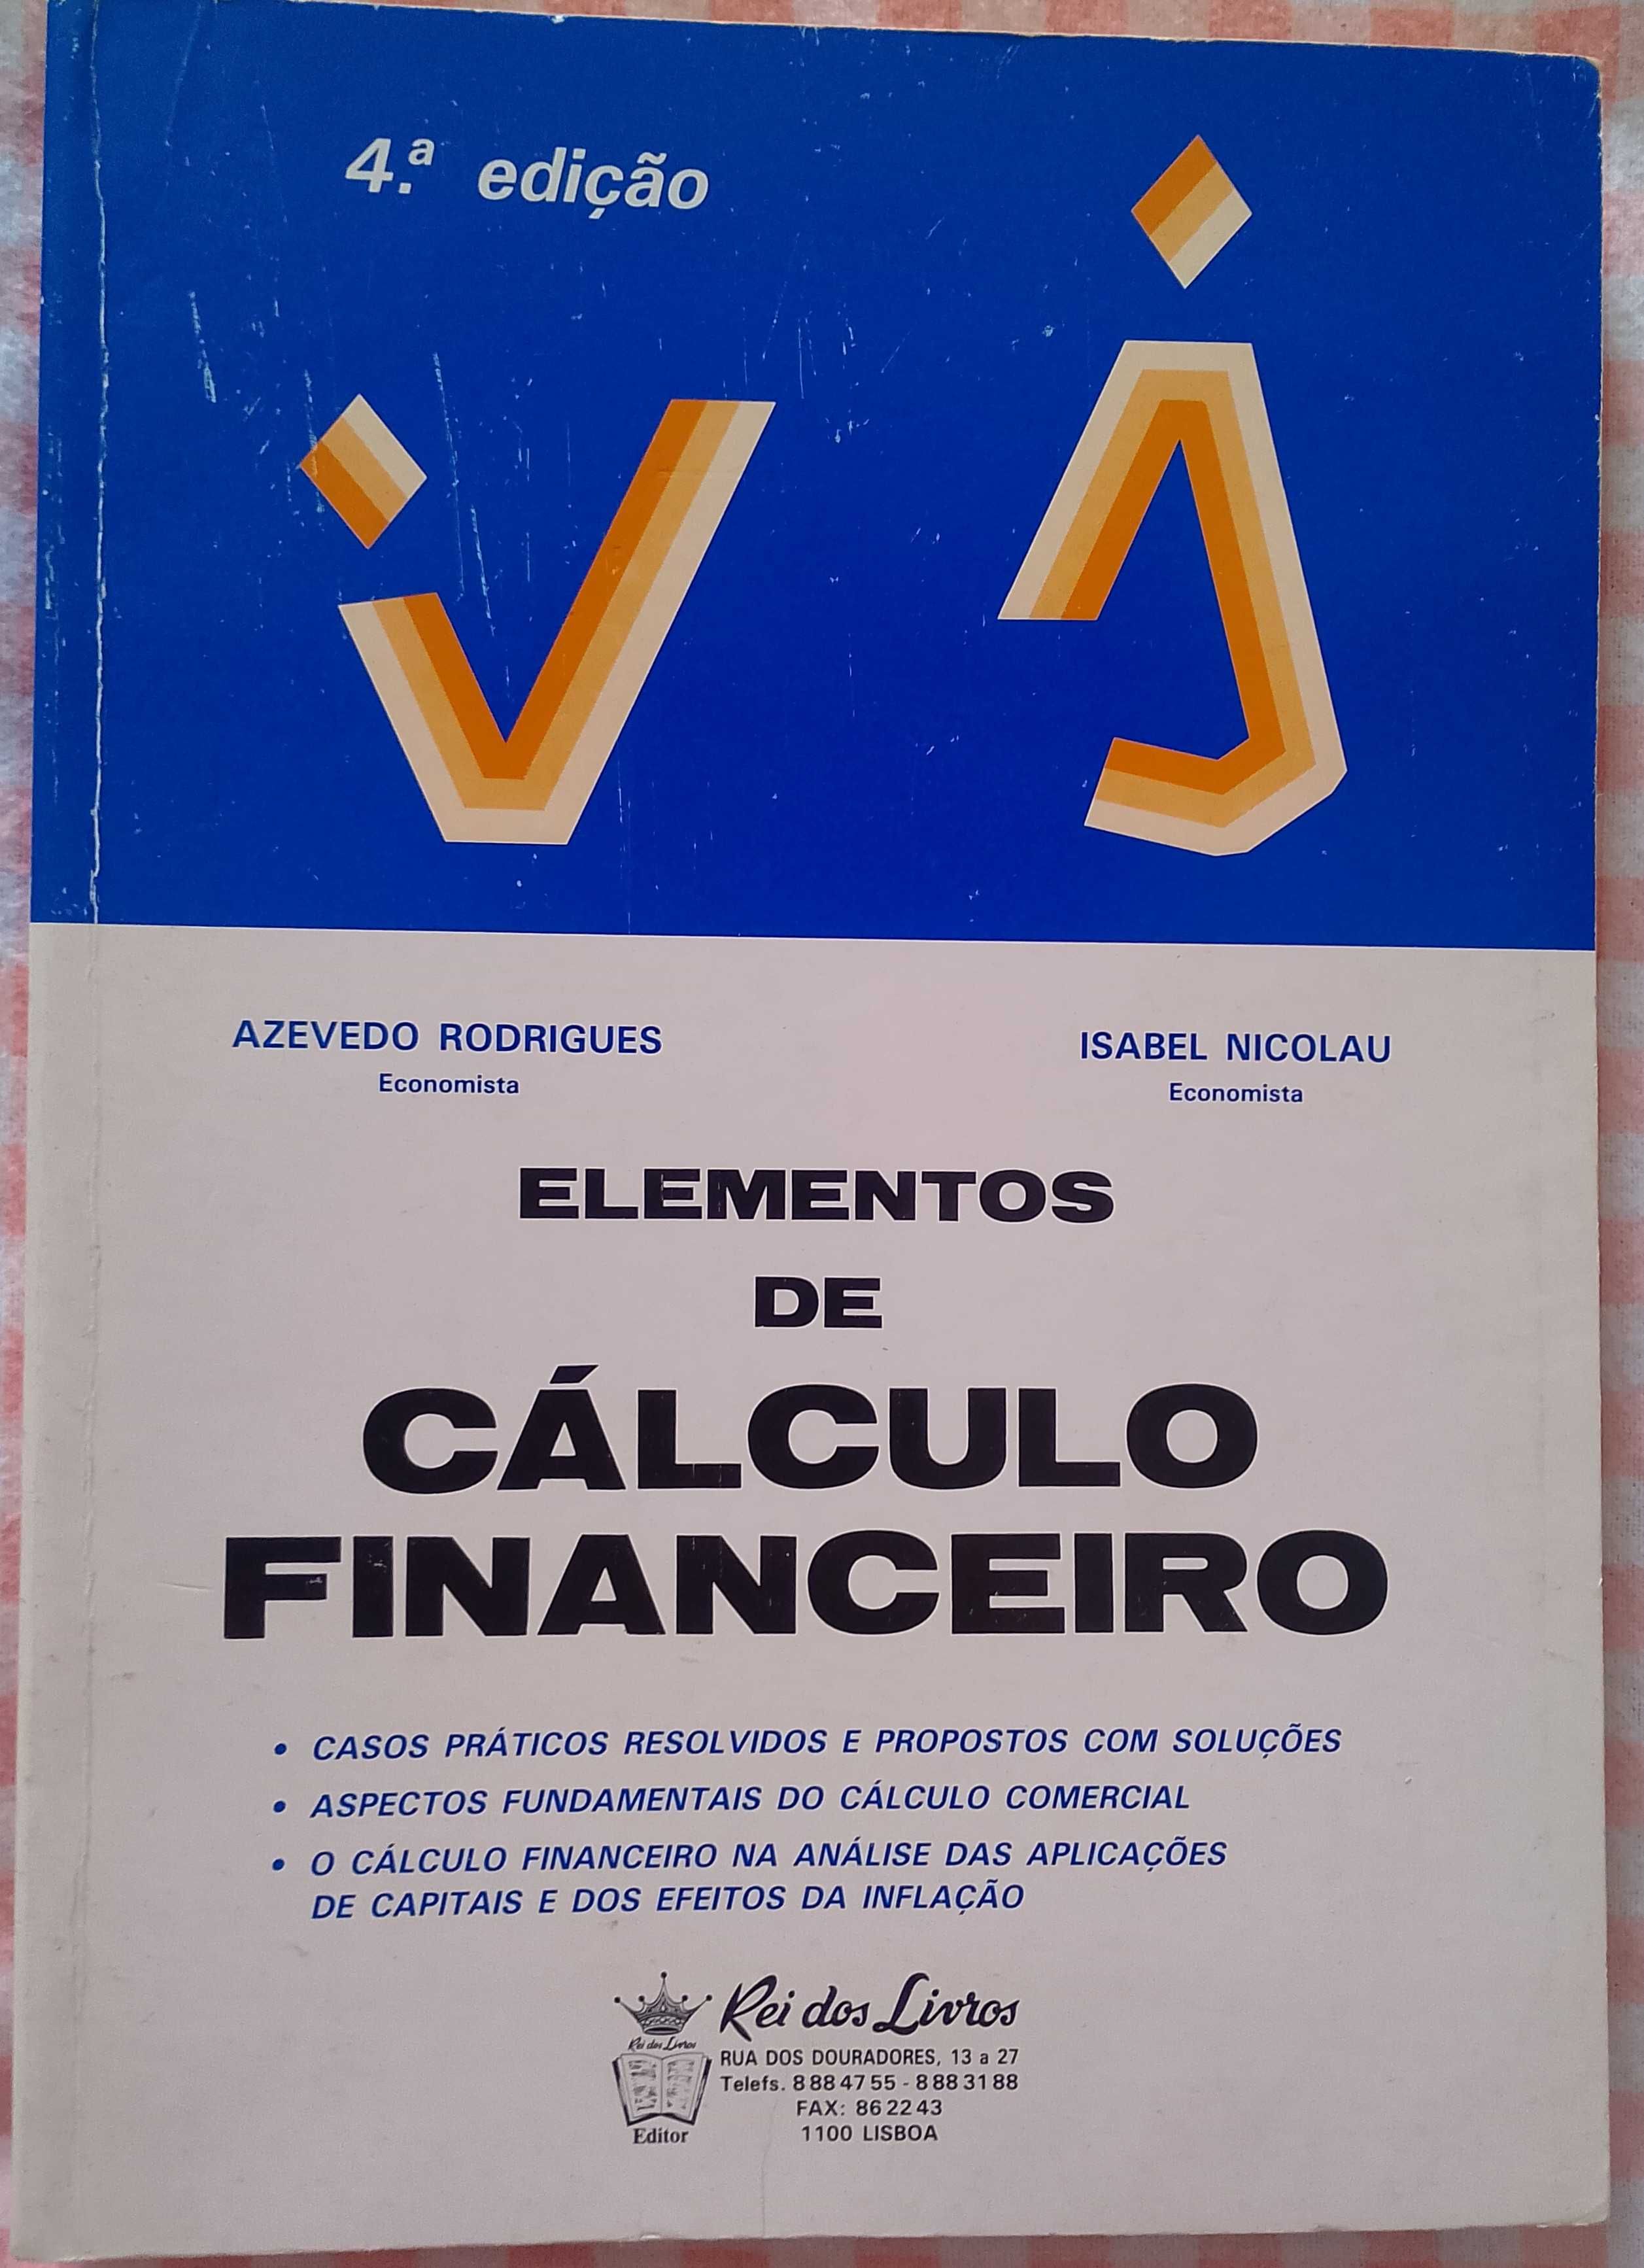 4.ª edição
AZEVEDO RODRIGUES
Economista
ISABEL NICOLAU
Economista
ELEMENTOS
DE
CÁLCULO
FINANCEIRO
• CASOS PRÁTICOS RESOLVIDOS E PROPOSTOS COM SOLUÇÕES
• ASPECTOS FUNDAMENTAIS DO CÁLCULO COMERCIAL
• O CÁLCULO FINANCEIRO NA ANÁLISE DAS APLICAÇÕES
DE CAPITAIS E DOS EFEITOS DA INFLAÇÃO
Rei dos Livros
Editor
Rei dos Livros
RUA DOS DOURADORES, 13 a 27
Telefs. 8 88 47 55 - 8 88 31 88
FAX: 86 22 43
1100 LISBOA